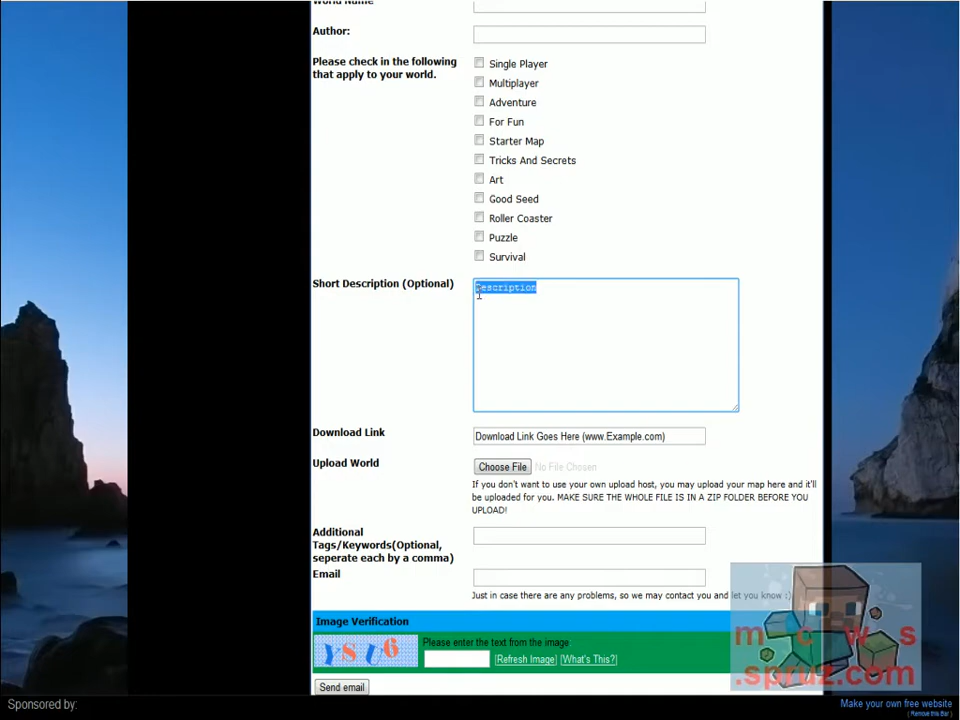 World Name
Author:
Please check in the following
that apply to your world.
Single Player
Multiplayer
Adventure
For Fun
Starter Map
Tricks And Secrets
Art
Good Seed
Roller Coaster
Puzzle
Survival
Short Description (Optional)
Description
Download Link
Download Link Goes Here (www.Example.com)
Upload World
Choose File No File Chosen
If you don't want to use your own upload host, you may upload your map here and it'll
be uploaded for you. MAKE SURE THE WHOLE FILE IS IN A ZIP FOLDER BEFORE YOU
UPLOAD!
Additional
Tags/Keywords(Optional,
seperate each by a comma)
Email
Just in case there are any problems, so we may contact you and let you know :)
Image Verification
Please enter the text from the image
[Refresh Image] [What's This?]
Send email
mcws
.spruz.com
Sponsored by:
Make your own free website
( Remove this Bar )